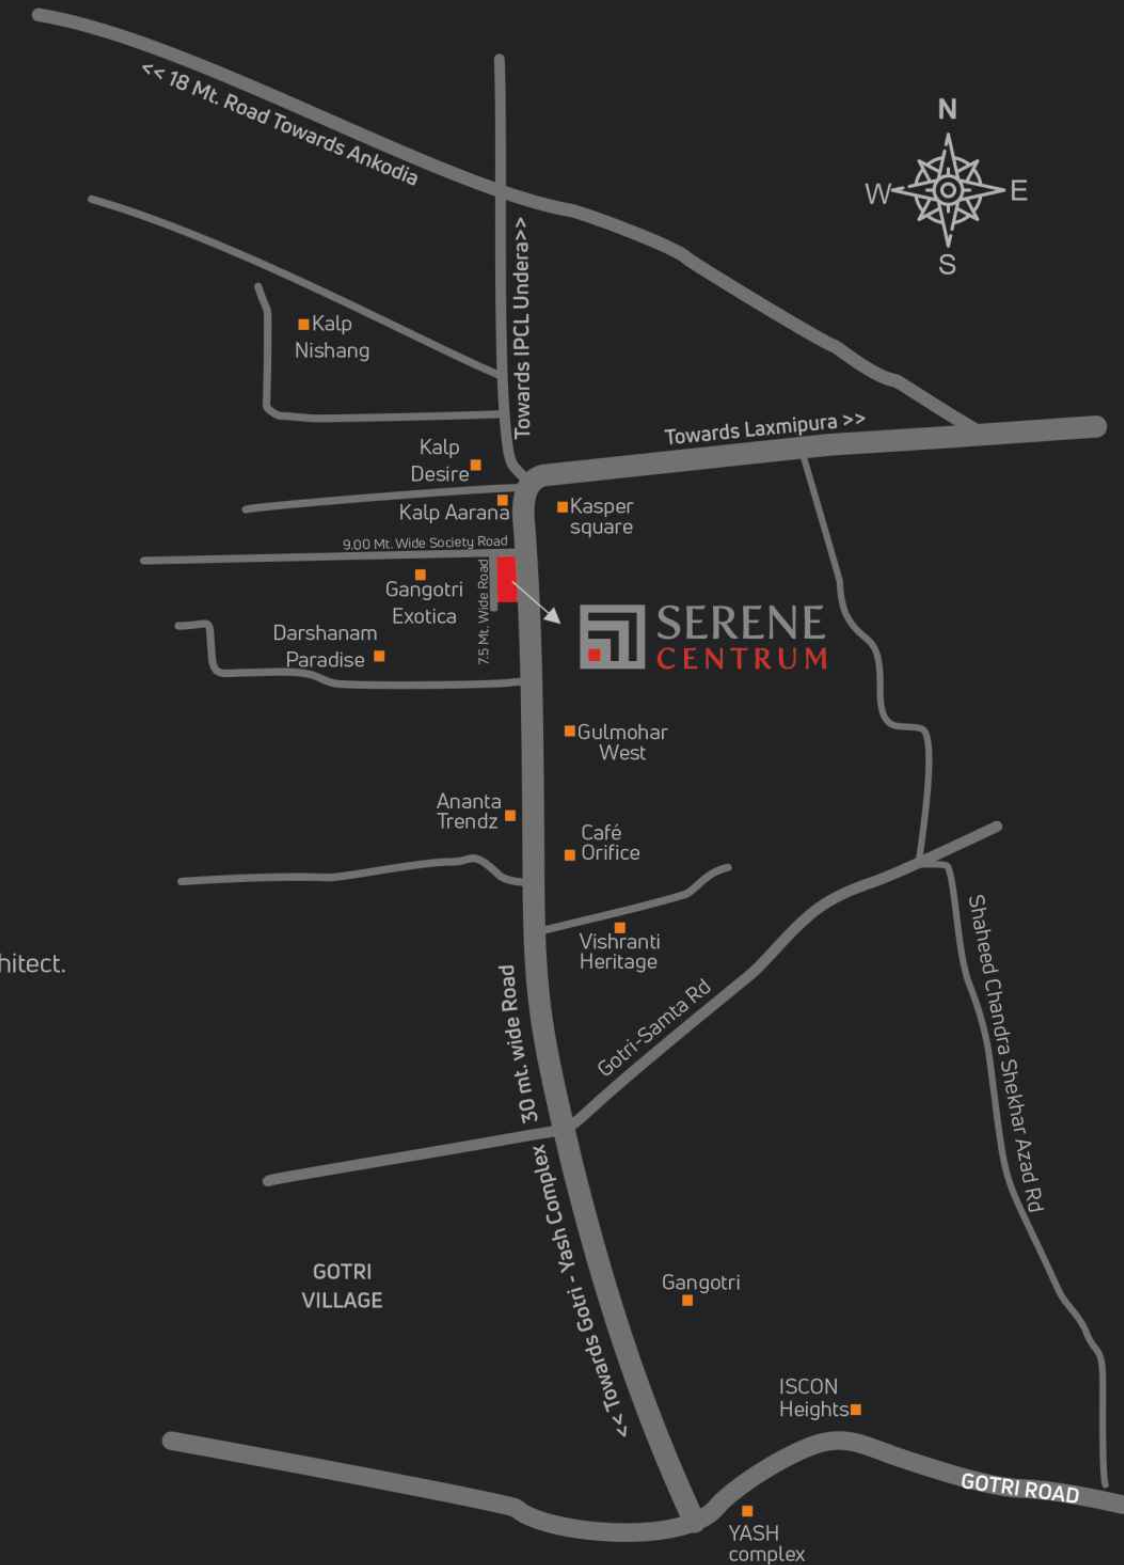 << 18 Mt. Road Towards Ankodia
N
W
E
S
Towards IPCL Undera>>
Kalp
Nishang
Towards Laxmipura >>
Kalp
Desire
Kalp Aarana
Kasper
square
9.00 Mt. Wide Society Road
7.5 Mt. Wide Road
Gangotri
Exotica
SERENE
CENTRUM
Darshanam
Paradise
Gulmohar
West
Ananta
Trendz
Café
Orifice
Vishranti
Heritage
hitect.
30 mt. wide Road
Gotri-Samta Rd
Shaheed Chandra Shekhar Azad Rd
<< Towards Gotri - Yash Complex
GOTRI
VILLAGE
Gangotri
ISCON
Heights
GOTRI ROAD
YASH
complex